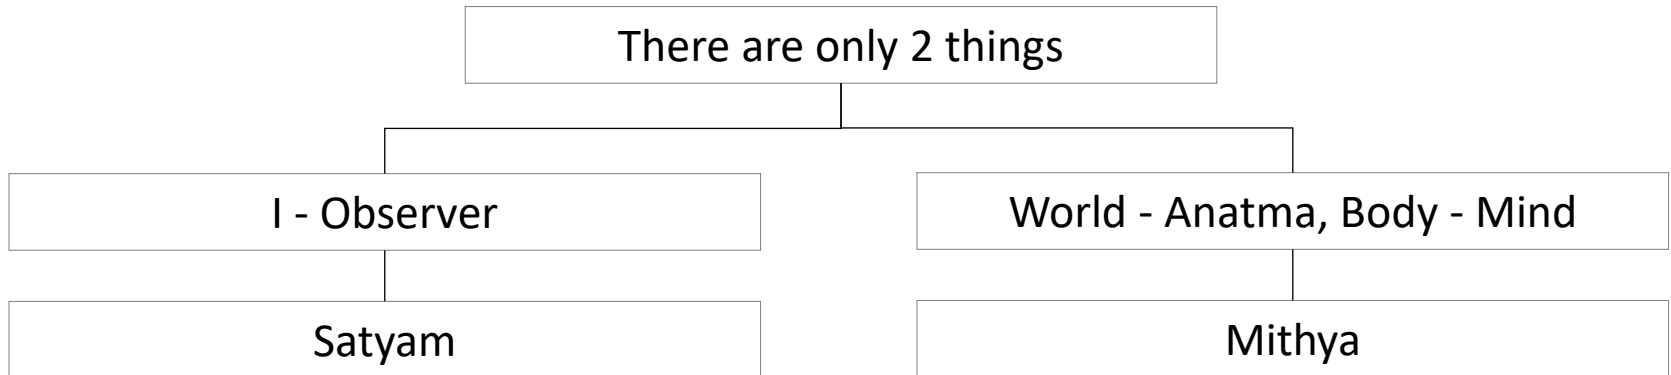 There are only 2 things
I - Observer
World - Anatma, Body - Mind
Satyam
Mithya